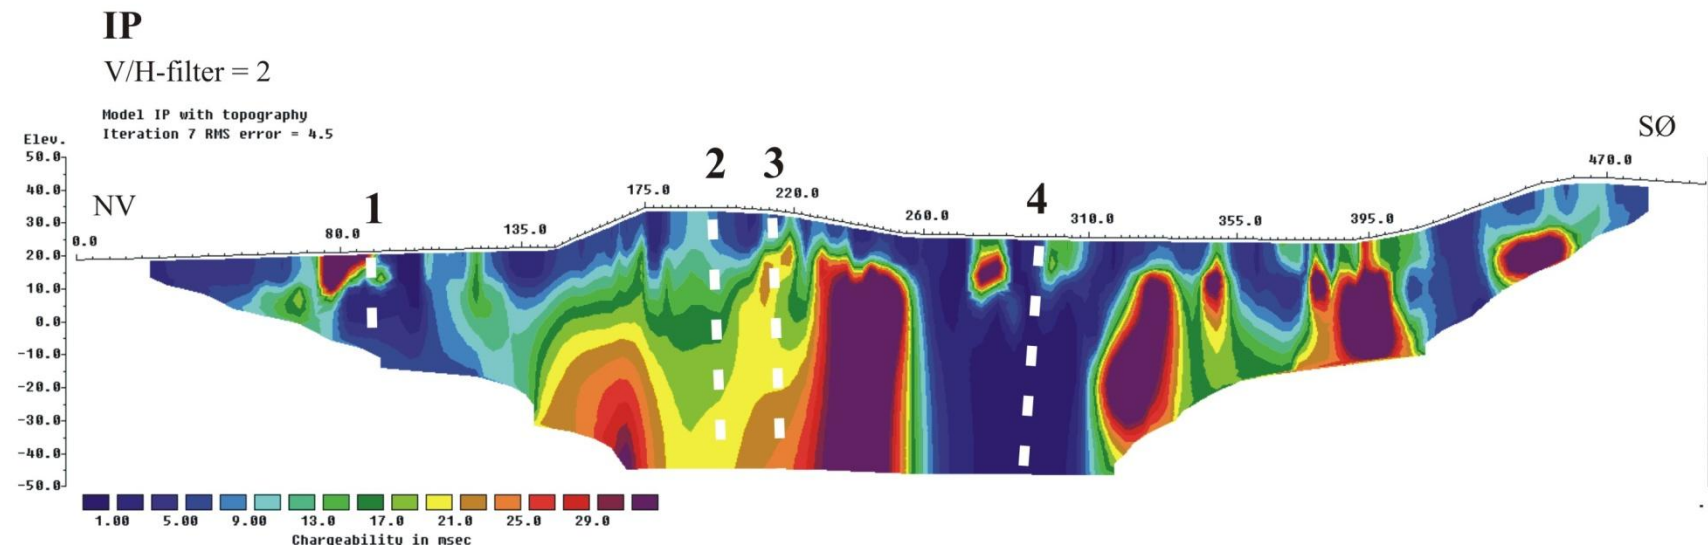 IP
V/H-filter = 2
Model IP with topography
Iteration 7 RMS error = 4.5
Elev.
50.0
40.0
30.0
20.0
10.0
0.0
-10.0
-20.0
-30.0
-40.0
-50.0
NV
SØ
1
2
3
4
0.0
80.0
135.0
175.0
220.0
260.0
310.0
355.0
395.0
470.0
1.00 5.00 9.00 13.0 17.0 21.0 25.0 29.0
Chargeability in msec